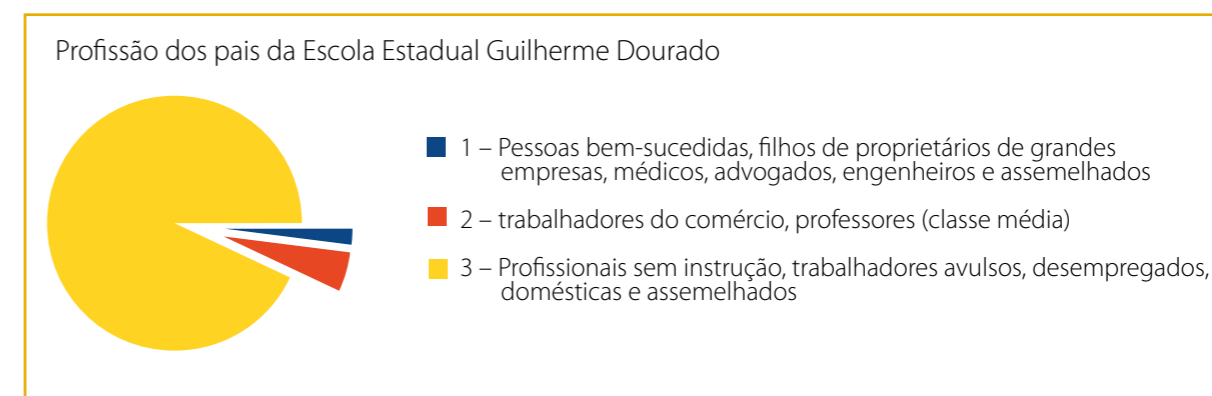 Profissão dos pais da Escola Estadual Guilherme Dourado
1 – Pessoas bem-sucedidas, filhos de proprietários de grandes
empresas, médicos, advogados, engenheiros e assemelhados
2 – trabalhadores do comércio, professores (classe média)
3 – Profissionais sem instrução, trabalhadores avulsos, desempregados,
domésticas e assemelhados